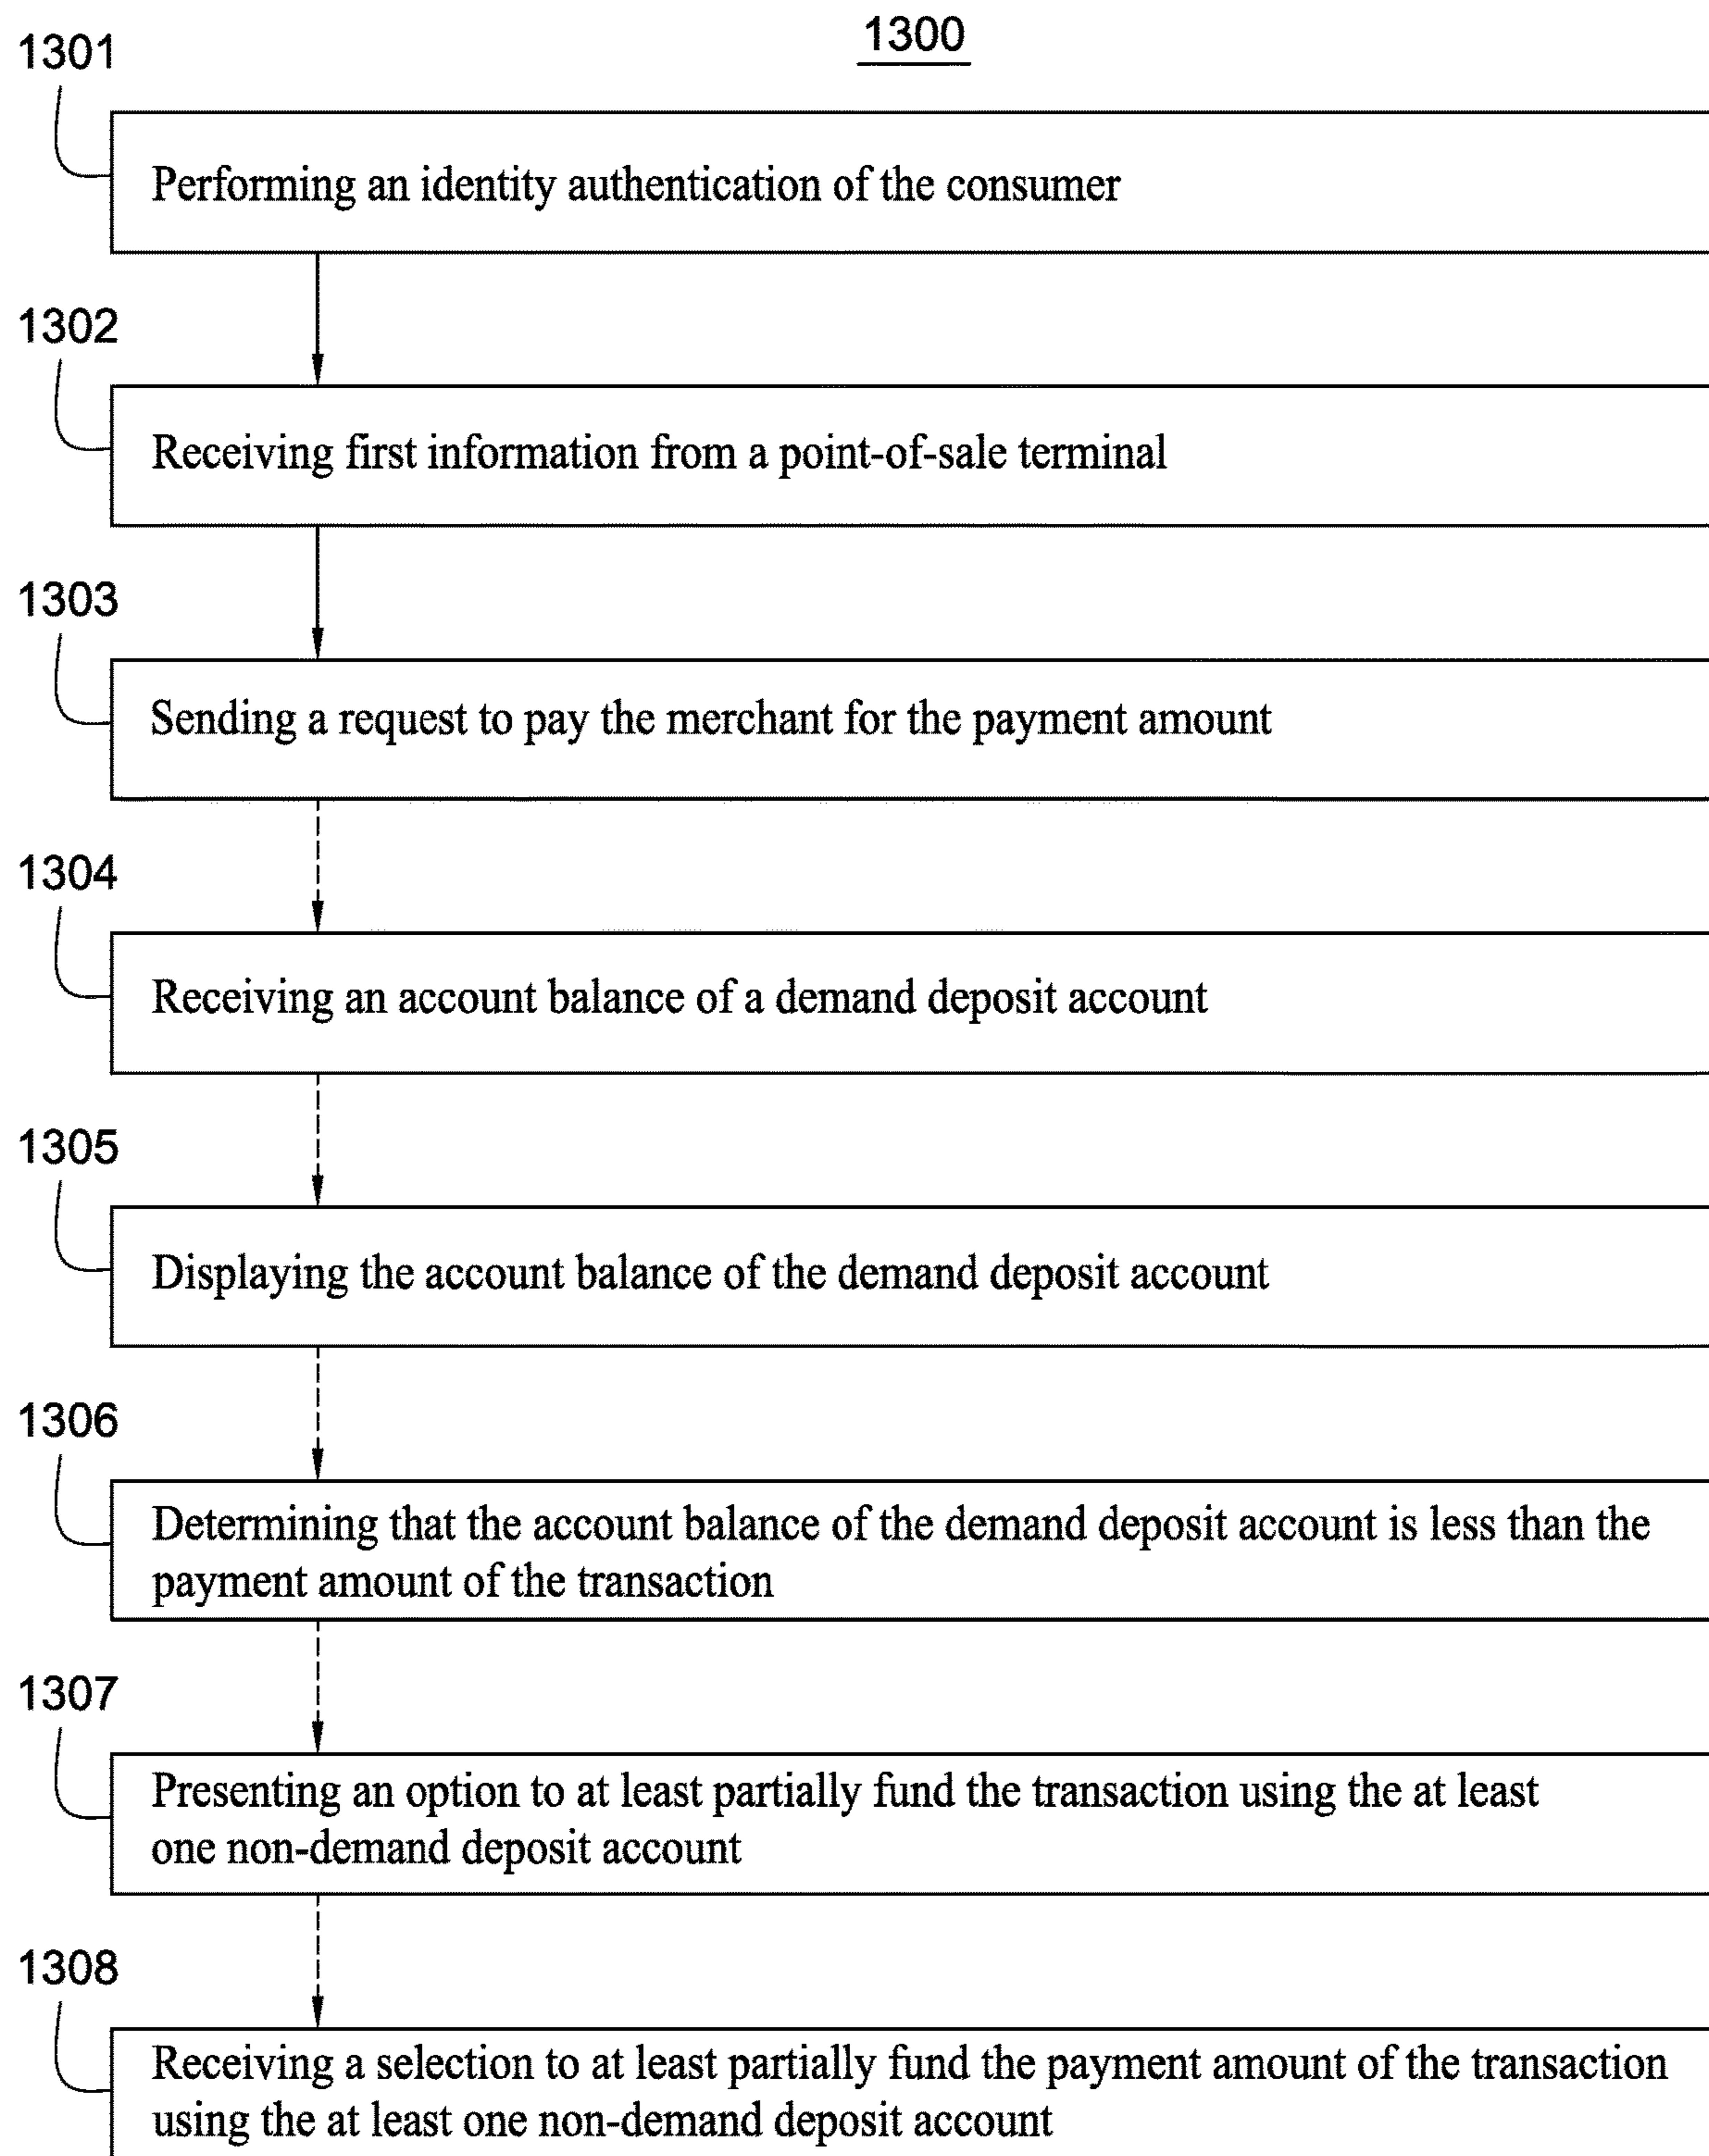 1300
1301
Performing an identity authentication of the consumer
1302
Receiving first information from a point-of-sale terminal
1303
Sending a request to pay the merchant for the payment amount
1304
Receiving an account balance of a demand deposit account
1305
Displaying the account balance of the demand deposit account
1306
Determining that the account balance of the demand deposit account is less than the
payment amount of the transaction
1307
Presenting an option to at least partially fund the transaction using the at least
one non-demand deposit account
1308
Receiving a selection to at least partially fund the payment amount of the transaction
using the at least one non-demand deposit account